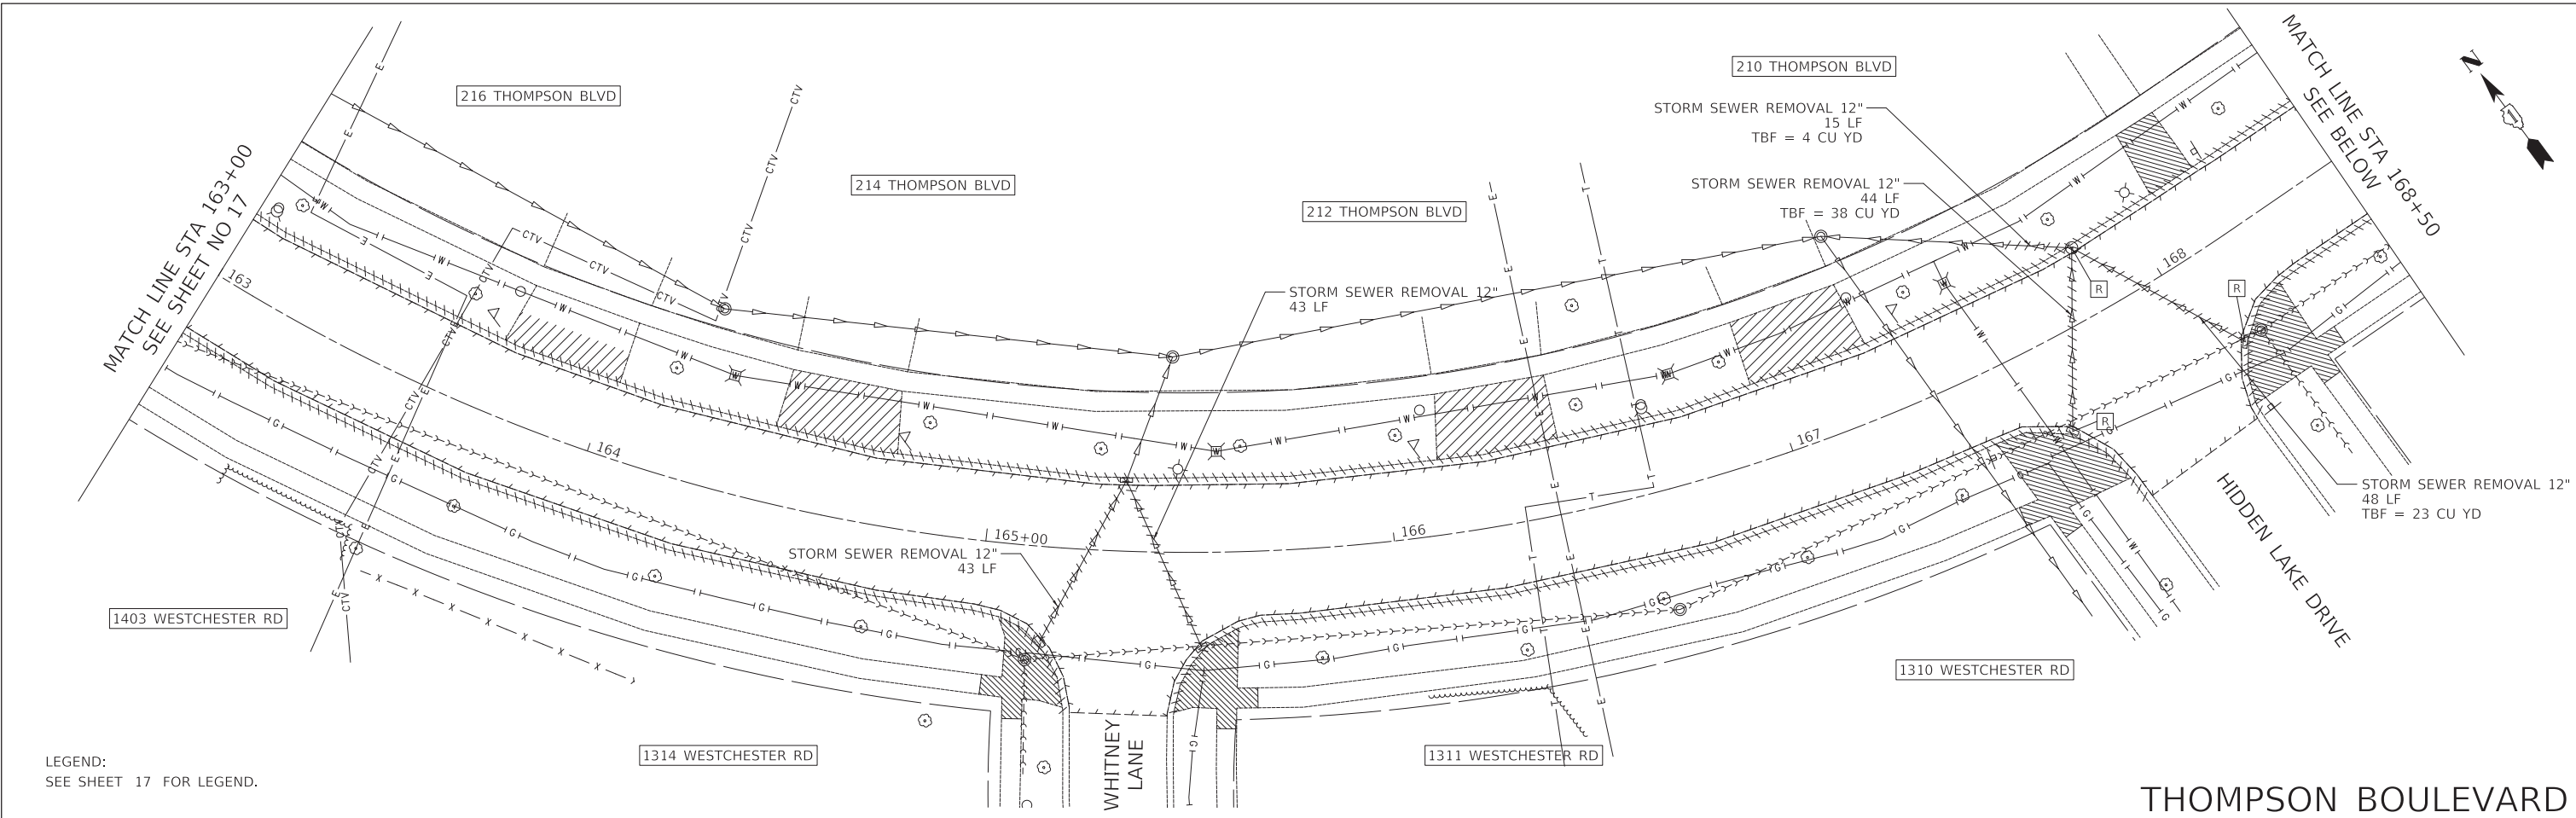 MATCH LINE STA 163+00
SEE SHEET NO 17
216 THOMPSON BLVD
214 THOMPSON BLVD
212 THOMPSON BLVD
210 THOMPSON BLVD
STORM SEWER REMOVAL 12"
15 LF
TBF = 4 CU YD
STORM SEWER REMOVAL 12"
44 LF
TBF = 38 CU YD
STORM SEWER REMOVAL 12"
43 LF
MATCH LINE STA 168+50
SEE BELOW
N
163
164
165+00
166
167
168
R
R
R
STORM SEWER REMOVAL 12"
43 LF
STORM SEWER REMOVAL 12"
48 LF
TBF = 23 CU YD
HIDDEN LAKE DRIVE
1403 WESTCHESTER RD
1314 WESTCHESTER RD
WHITNEY
LANE
1311 WESTCHESTER RD
1310 WESTCHESTER RD
LEGEND:
SEE SHEET 17 FOR LEGEND.
THOMPSON BOULEVARD